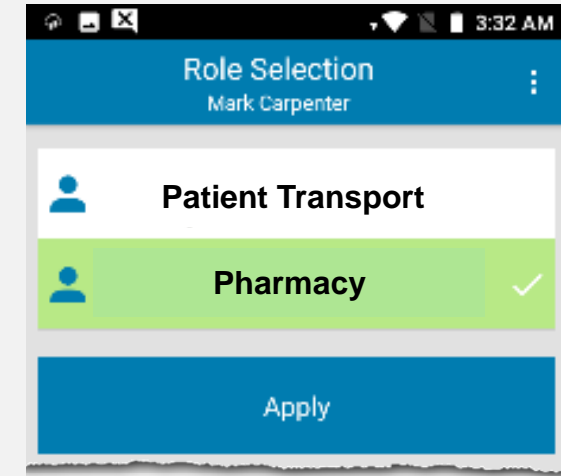 3:32 AM
Role Selection
Mark Carpenter
Patient Transport
Pharmacy
Apply